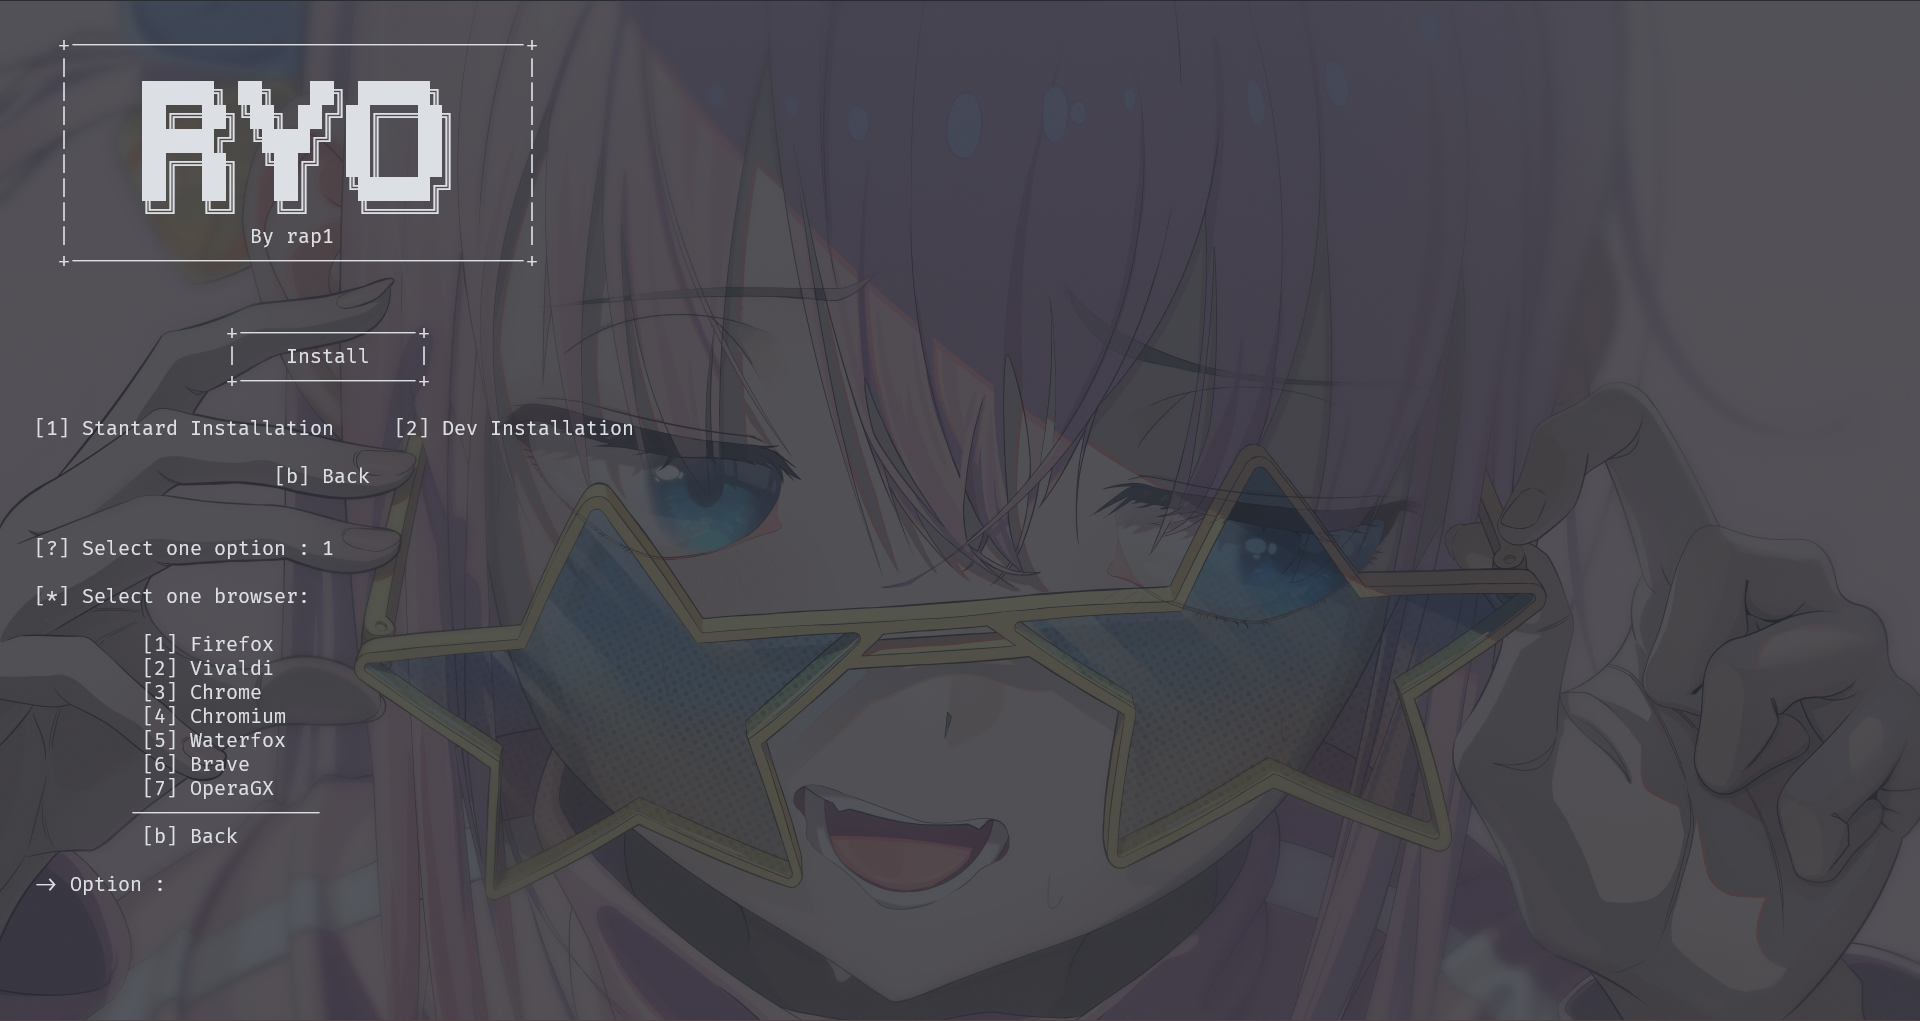 RYO
By rap1
Install
[1] Stantard Installation [2] Dev Installation
[b] Back
[?] Select one option : 1
[*] Select one browser:
[1] Firefox
[2] Vivaldi
[3] Chrome
[4] Chromium
[5] Waterfox
[6] Brave
[7] OperaGX
[b] Back
—> Option :